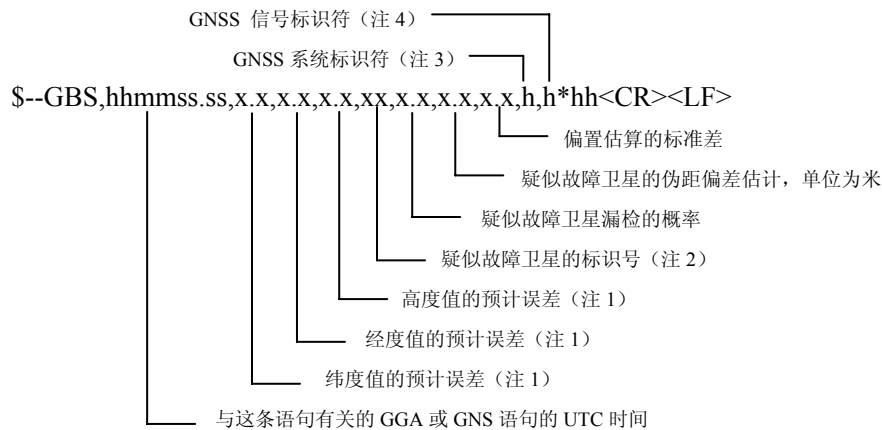 GNSS 信号标识符（注 4）
GNSS 系统标识符（注 3）
$--GBS,hhmmss.ss,x.x,x.x,x.x,xx,x.x,x.x,x.x,h,h*hh<CR><LF>
偏置估算的标准差
疑似故障卫星的伪距偏差估计，单位为米
疑似故障卫星漏检的概率
疑似故障卫星的标识号（注 2）
高度值的预计误差（注 1）
经度值的预计误差（注 1）
纬度值的预计误差（注 1）
与这条语句有关的 GGA 或 GNS 语句的 UTC 时间